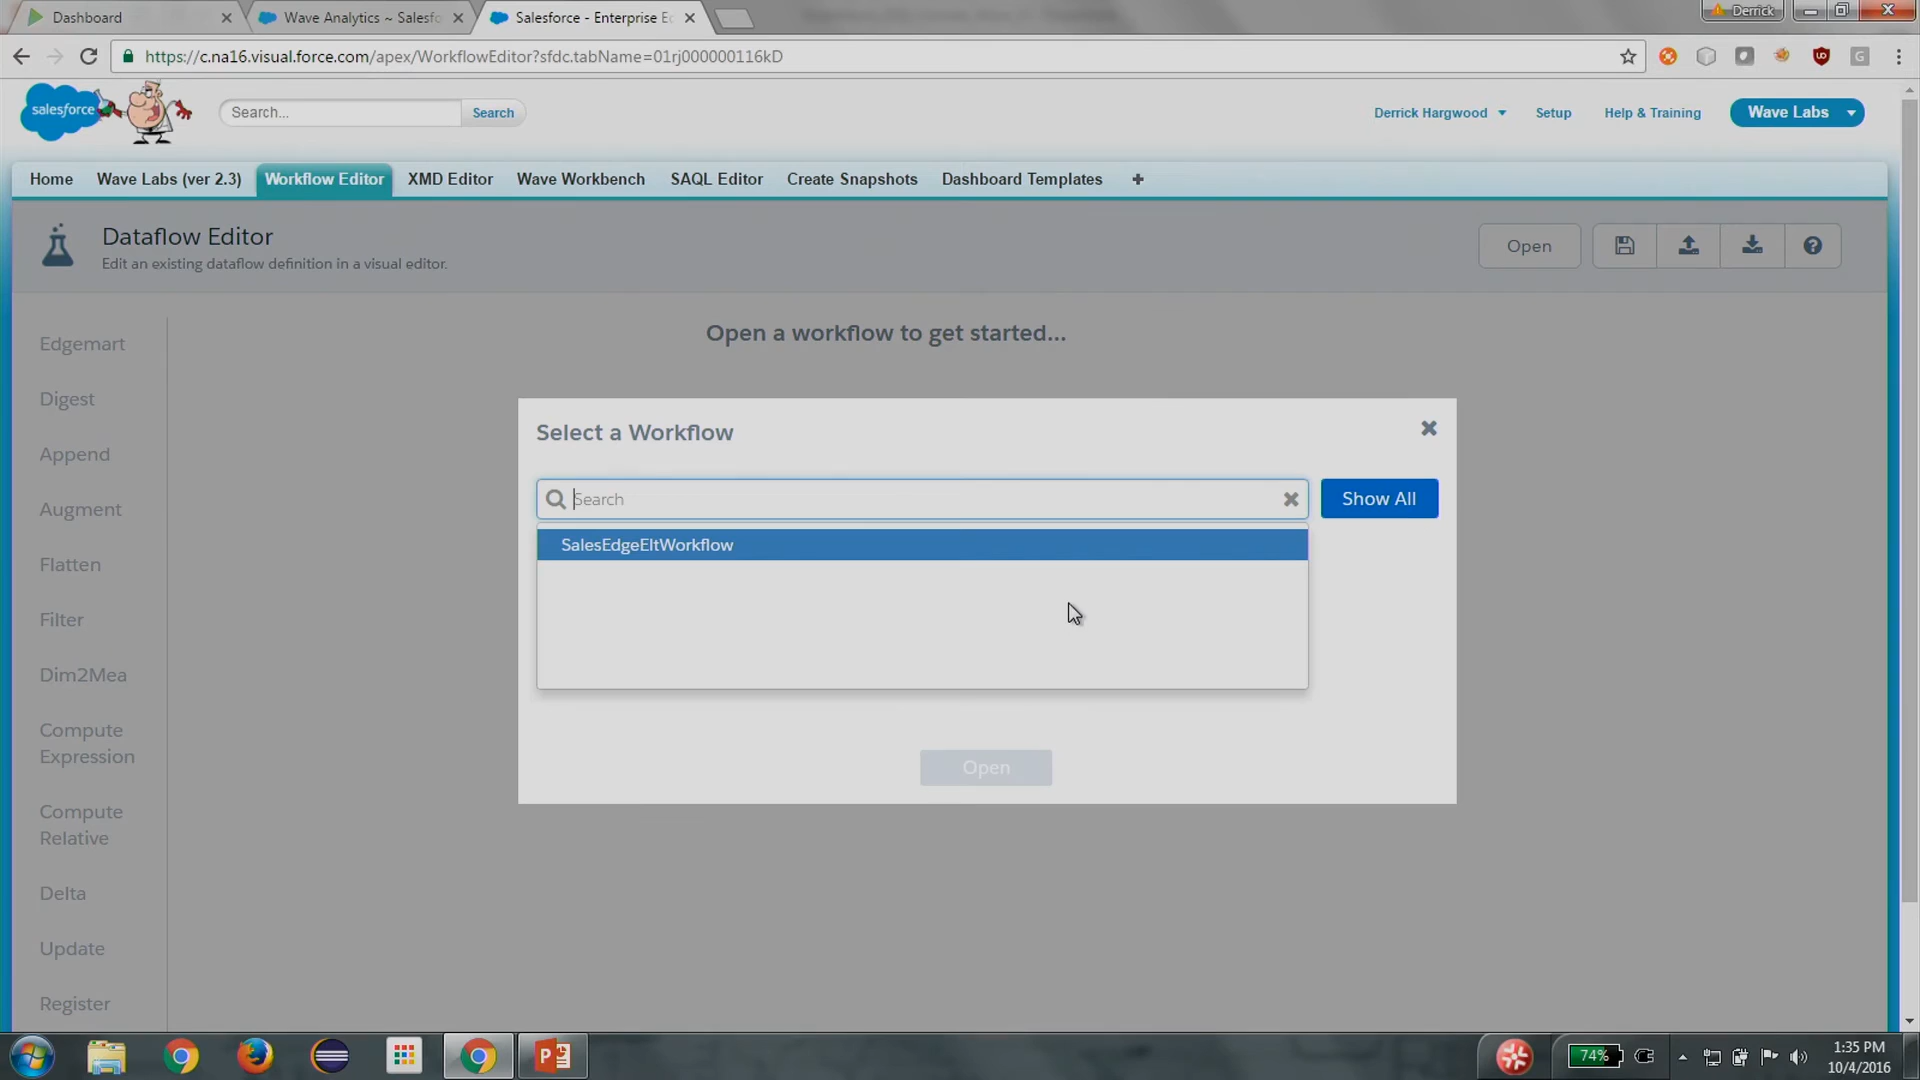 Dashboard
Wave Analytics ~ Salesfo
Salesforce - Enterprise Ed
Derrick
https://c.na16.visual.force.com/apex/WorkflowEditor?sfdc.tabName=01rj000000116kD
salesforce
Search...
Search
Derrick Hargwood
Setup
Help & Training
Wave Labs
Home
Wave Labs (ver 2.3)
Workflow Editor
XMD Editor
Wave Workbench
SAQL Editor
Create Snapshots
Dashboard Templates
+
Dataflow Editor
Edit an existing dataflow definition in a visual editor.
Open
Open a workflow to get started...
Edgemart
Digest
Append
Augment
Flatten
Filter
Dim2Mea
Compute
Expression
Compute
Relative
Delta
Update
Register
Select a Workflow
Search
Show All
SalesEdgeEltWorkflow
Open
74%
1:35 PM
10/4/2016